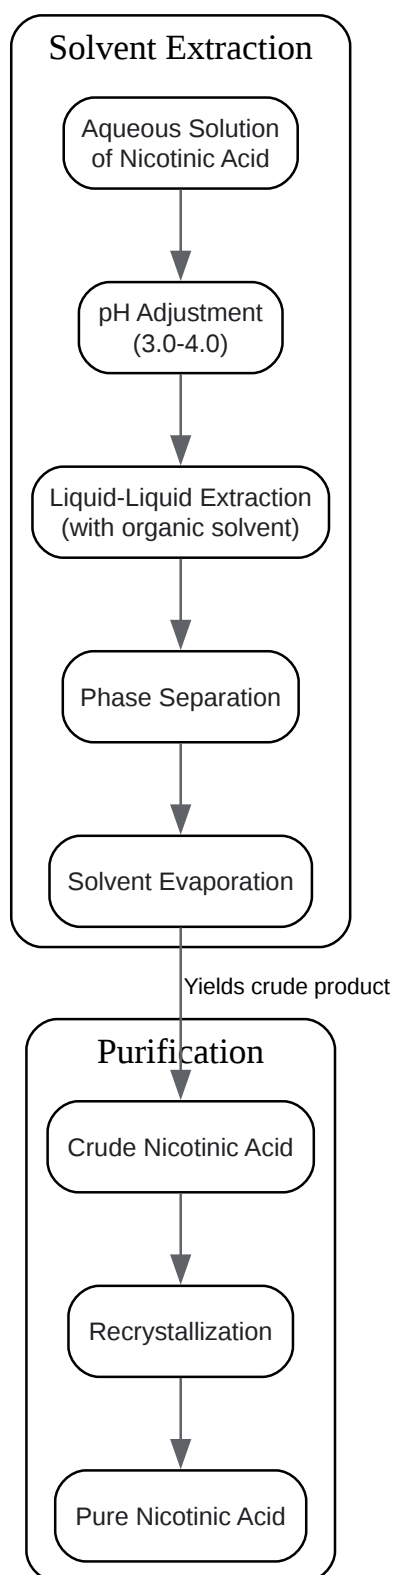 Solvent Extraction
Aqueous Solution
of Nicotinic Acid
pH Adjustment
(3.0-4.0)
Liquid-Liquid Extraction
(with organic solvent)
Phase Separation
Solvent Evaporation
Yields crude product
Purification
Crude Nicotinic Acid
Recrystallization
Pure Nicotinic Acid